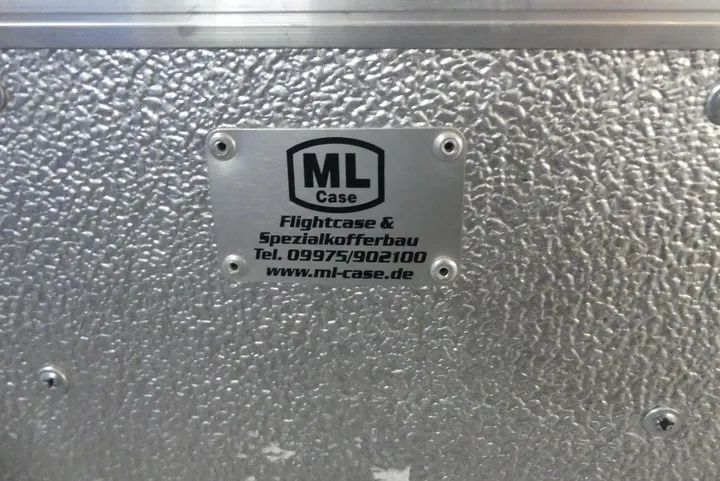 ML
Case
Flightcase &
Spezialkofferbau
Tel. 09975/902100
www.ml-case.de